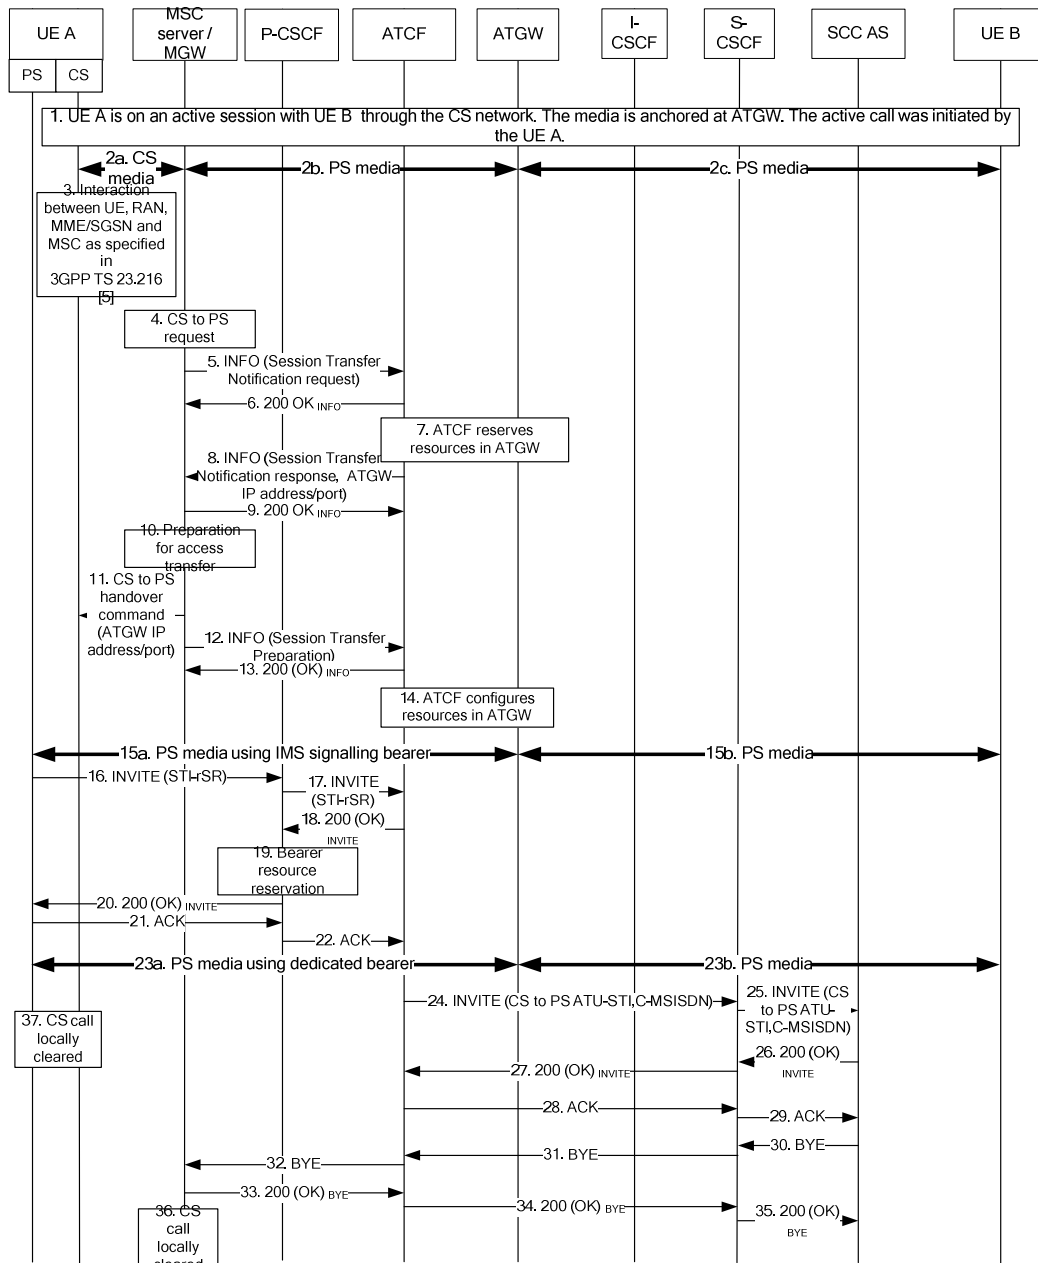 UE A
MSC
server /
MGW
P-CSCF
ATCF
ATGW
I-
CSCF
S-
CSCF
SCC AS
UE B
PS
CS
1. UE A is on an active session with UE B through the CS network. The media is anchored at ATGW. The active call was initiated by
the UE A.
2a. CS
media
2b. PS media
2c. PS media
3. Interaction
between UE, RAN,
MME/SGSN and
MSC as specified
in
3GPP TS 23.216
[5]
4. CS to PS
request
5. INFO (Session Transfer
Notification request)
6. 200 OK INFO
7. ATCF reserves
resources in ATGW
8. INFO (Session Transfer
Notification response, ATGW
IP address/port)
9. 200 OK INFO
10. Preparation
for access
transfer
11. CS to PS
handover
command
(ATGW IP
address/port)
12. INFO (Session Transfer
Preparation)
13. 200 (OK) INFO
14. ATCF configures
resources in ATGW
15a. PS media using IMS signalling bearer
15b. PS media
16. INVITE (STI-rSR)
17. INVITE
(STI-rSR)
18. 200 (OK)
INVITE
19. Bearer
resource
reservation
20. 200 (OK) INVITE
21. ACK
22. ACK
23a. PS media using dedicated bearer
23b. PS media
24. INVITE (CS to PS ATU-STI,C-MSISDN)
25. INVITE (CS
to PS ATU-
STI,C-MSISDN)
37. CS call
locally
cleared
26. 200 (OK)
INVITE
27. 200 (OK) INVITE
28. ACK
29. ACK
30. BYE
31. BYE
32. BYE
33. 200 (OK) BYE
34. 200 (OK) BYE
35. 200 (OK)
BYE
36. CS
call
locally
cleared